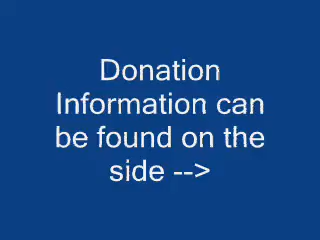 Donation
Information can
be found on the
side -->